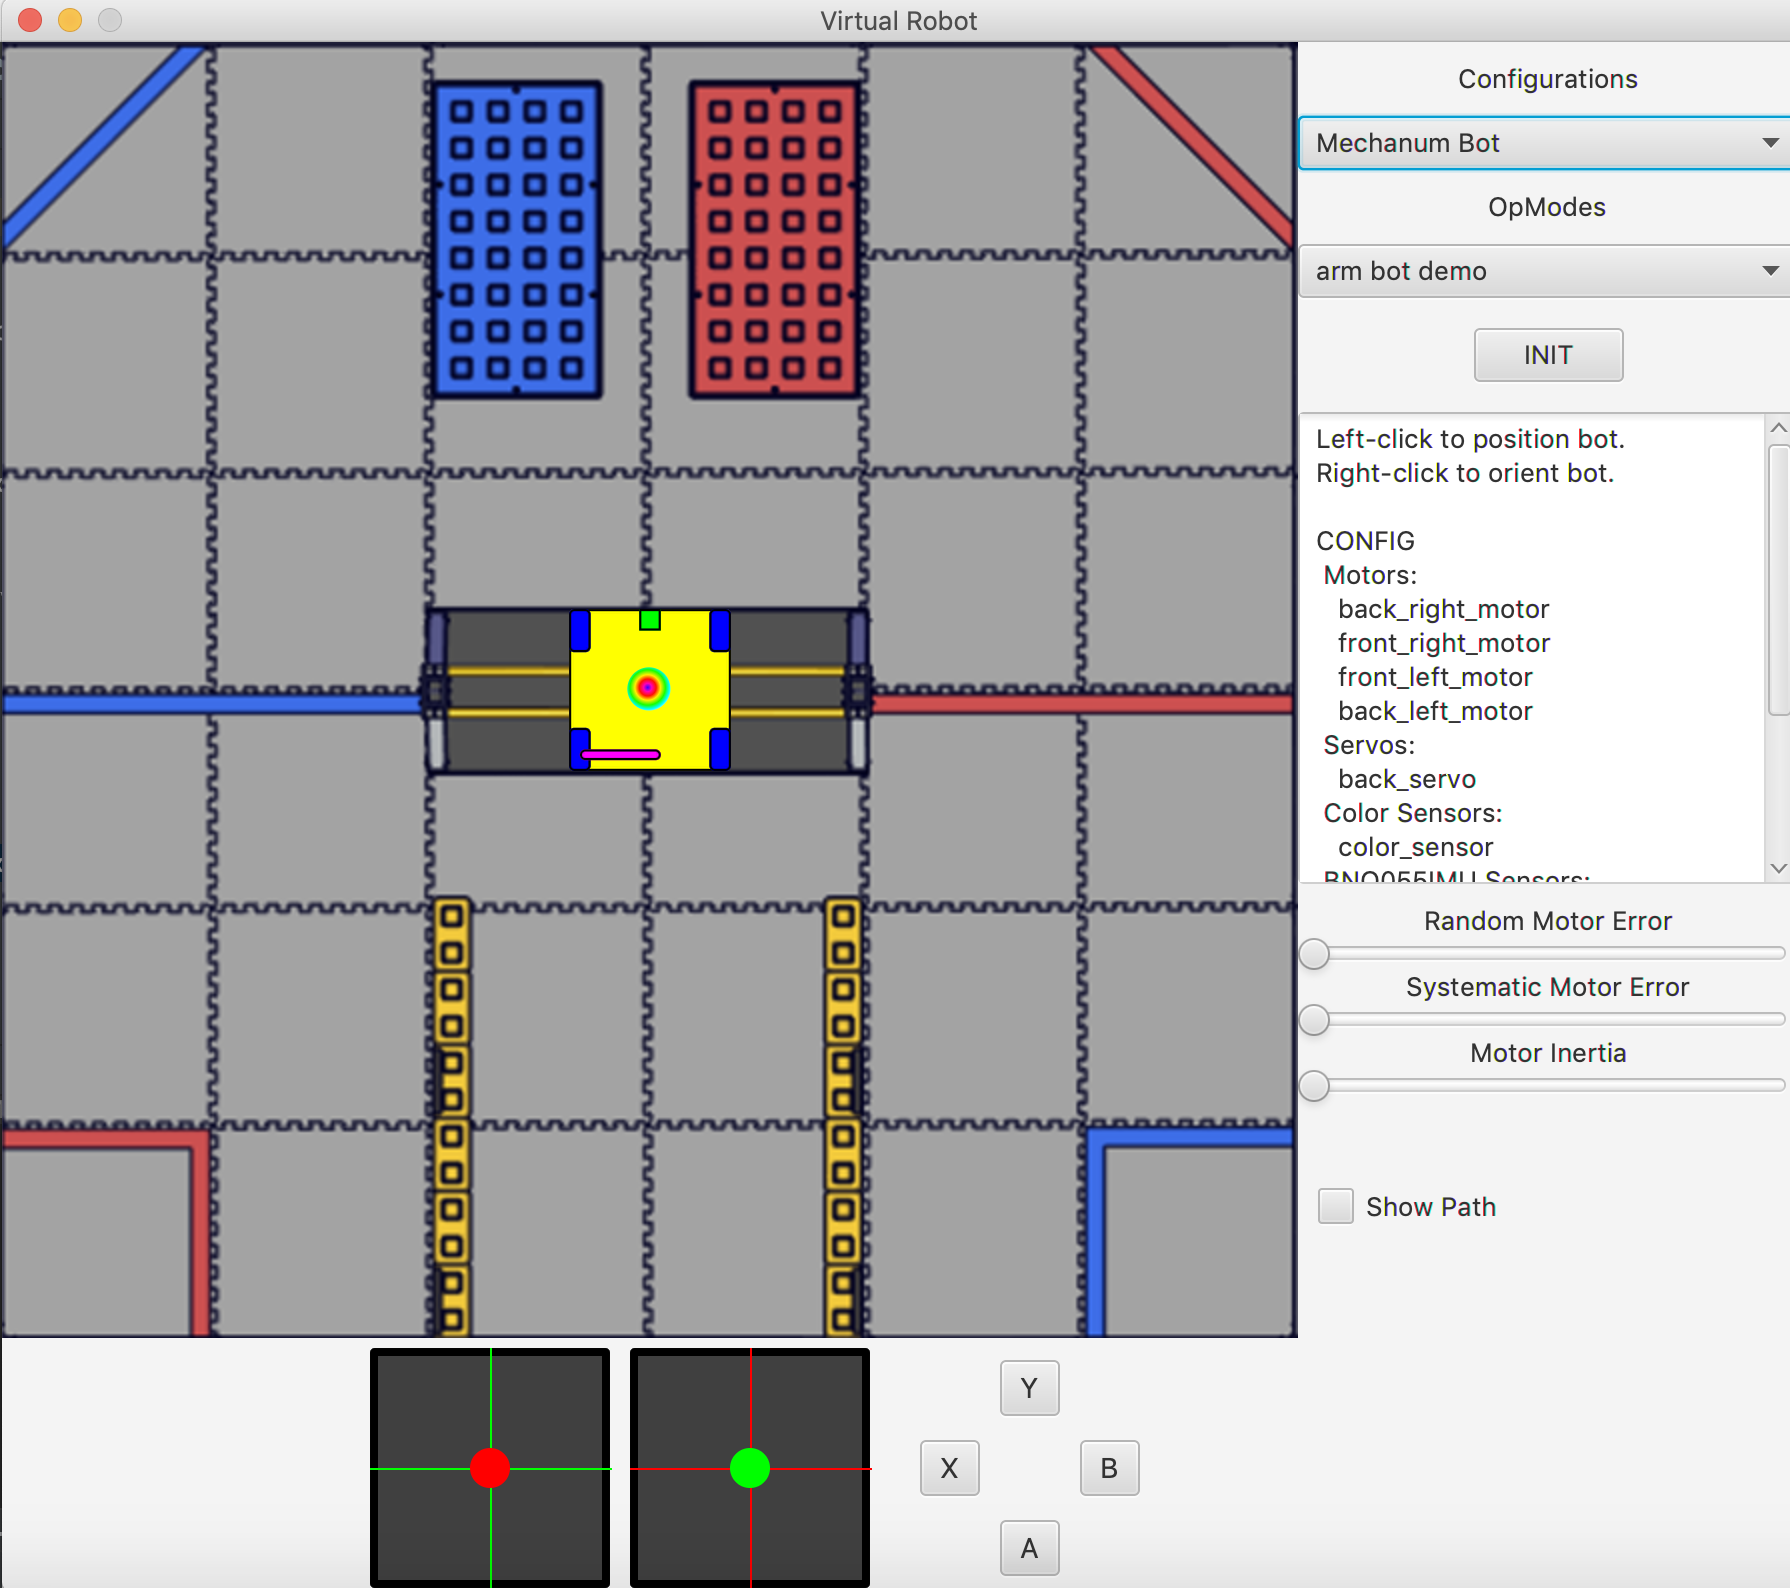 Virtual Robot
Configurations
Mechanum Bot
OpModes
arm bot demo
INIT
Left-click to position bot.
Right-click to orient bot.
CONFIG
Motors:
back_right_motor
front_right_motor
front_left_motor
back_left_motor
Servos:
back_servo
Color Sensors:
color_sensor
BNO055IMU Sensors:
Random Motor Error
Systematic Motor Error
Motor Inertia
Show Path
Y
X B
A